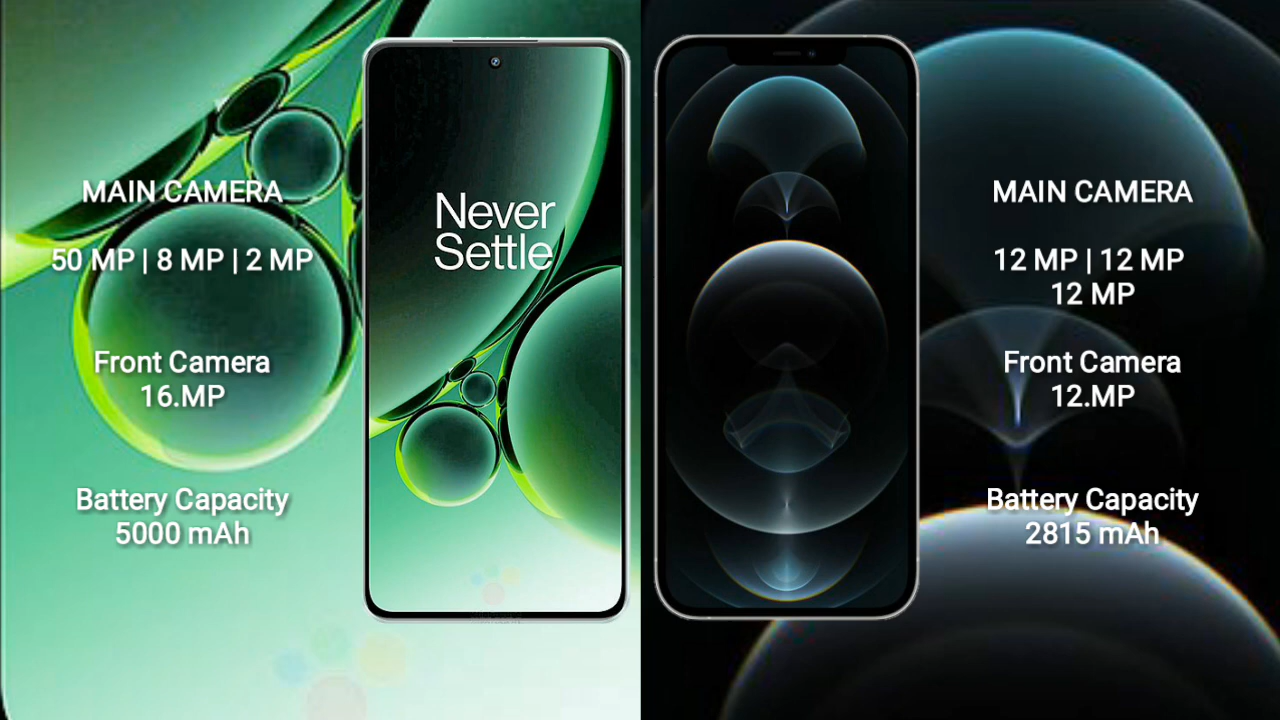 MAIN CAMERA
50 MP | 8 MP | 2 MP
Front Camera
16.MP
Battery Capacity
5000 mAh
Never
Settle
MAIN CAMERA
12 MP | 12 MP
12 MP
Front Camera
12.MP
Battery Capacity
2815 mAh